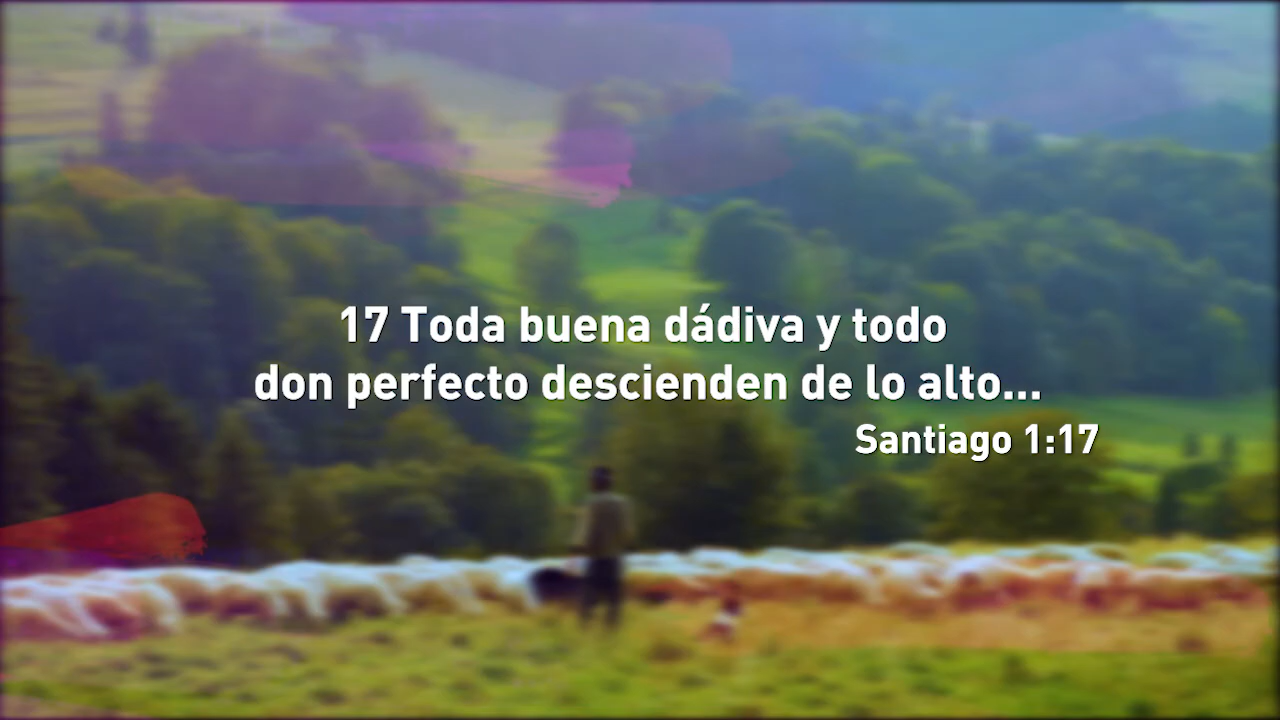 17 Toda buena dádiva y todo
don perfecto descienden de lo alto...
Santiago 1:17